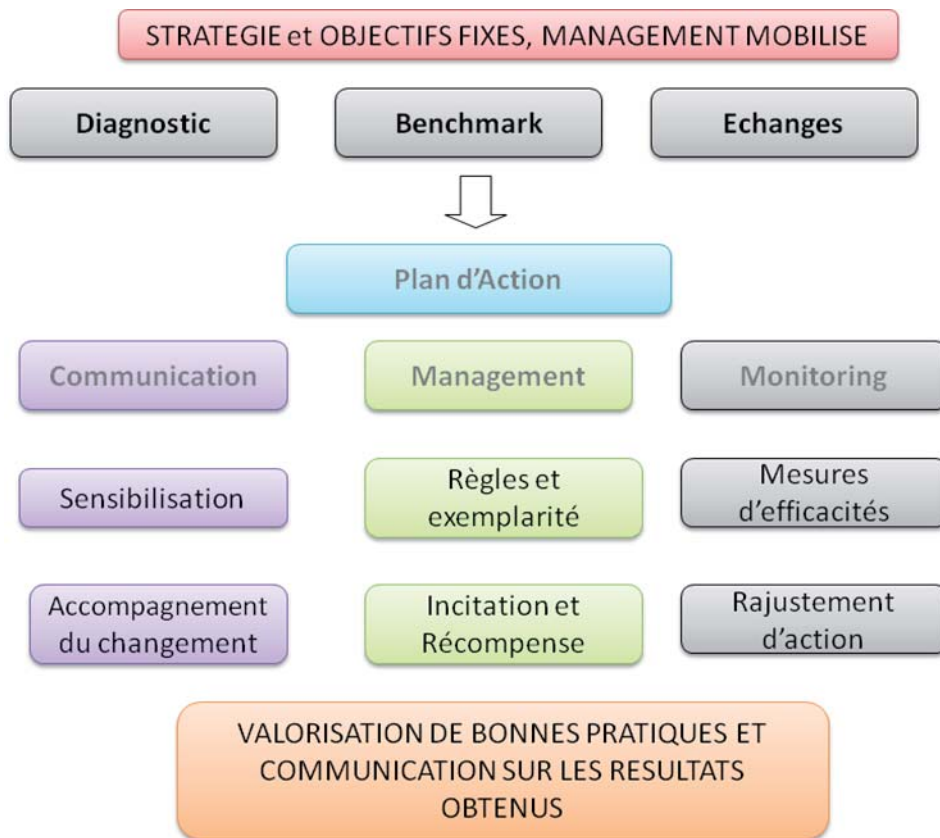 STRATEGIE et OBJECTIFS FIXES, MANAGEMENT MOBILISE
Diagnostic
Benchmark
Echanges
Plan d'Action
Communication
Management
Monitoring
Sensibilisation
Règles et
exemplarité
Mesures
d'efficacités
Accompagnement
du changement
Incitation et
Récompense
Rajustement
d'action
VALORISATION DE BONNES PRATIQUES ET
COMMUNICATION SUR LES RESULTATS
OBTENUS